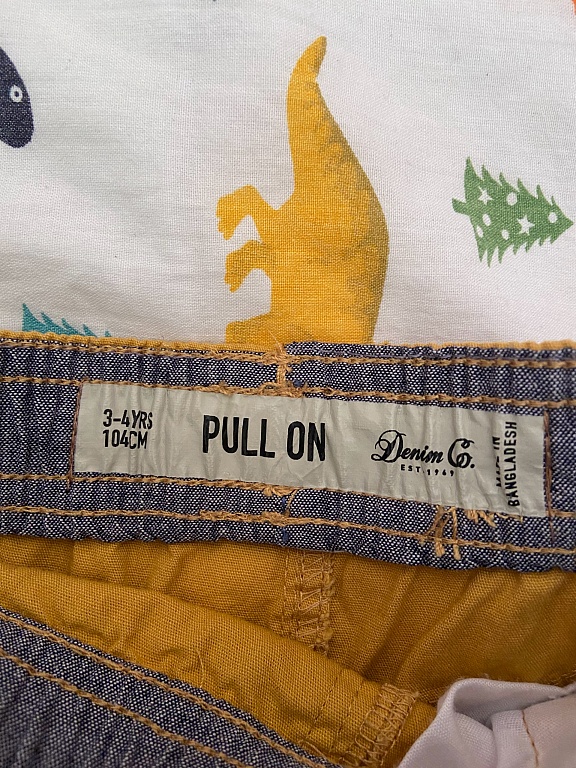 3-4YRS
104CM
PULL ON
Denim Co.
EST. 1969
MADE IN
BANGLADESH